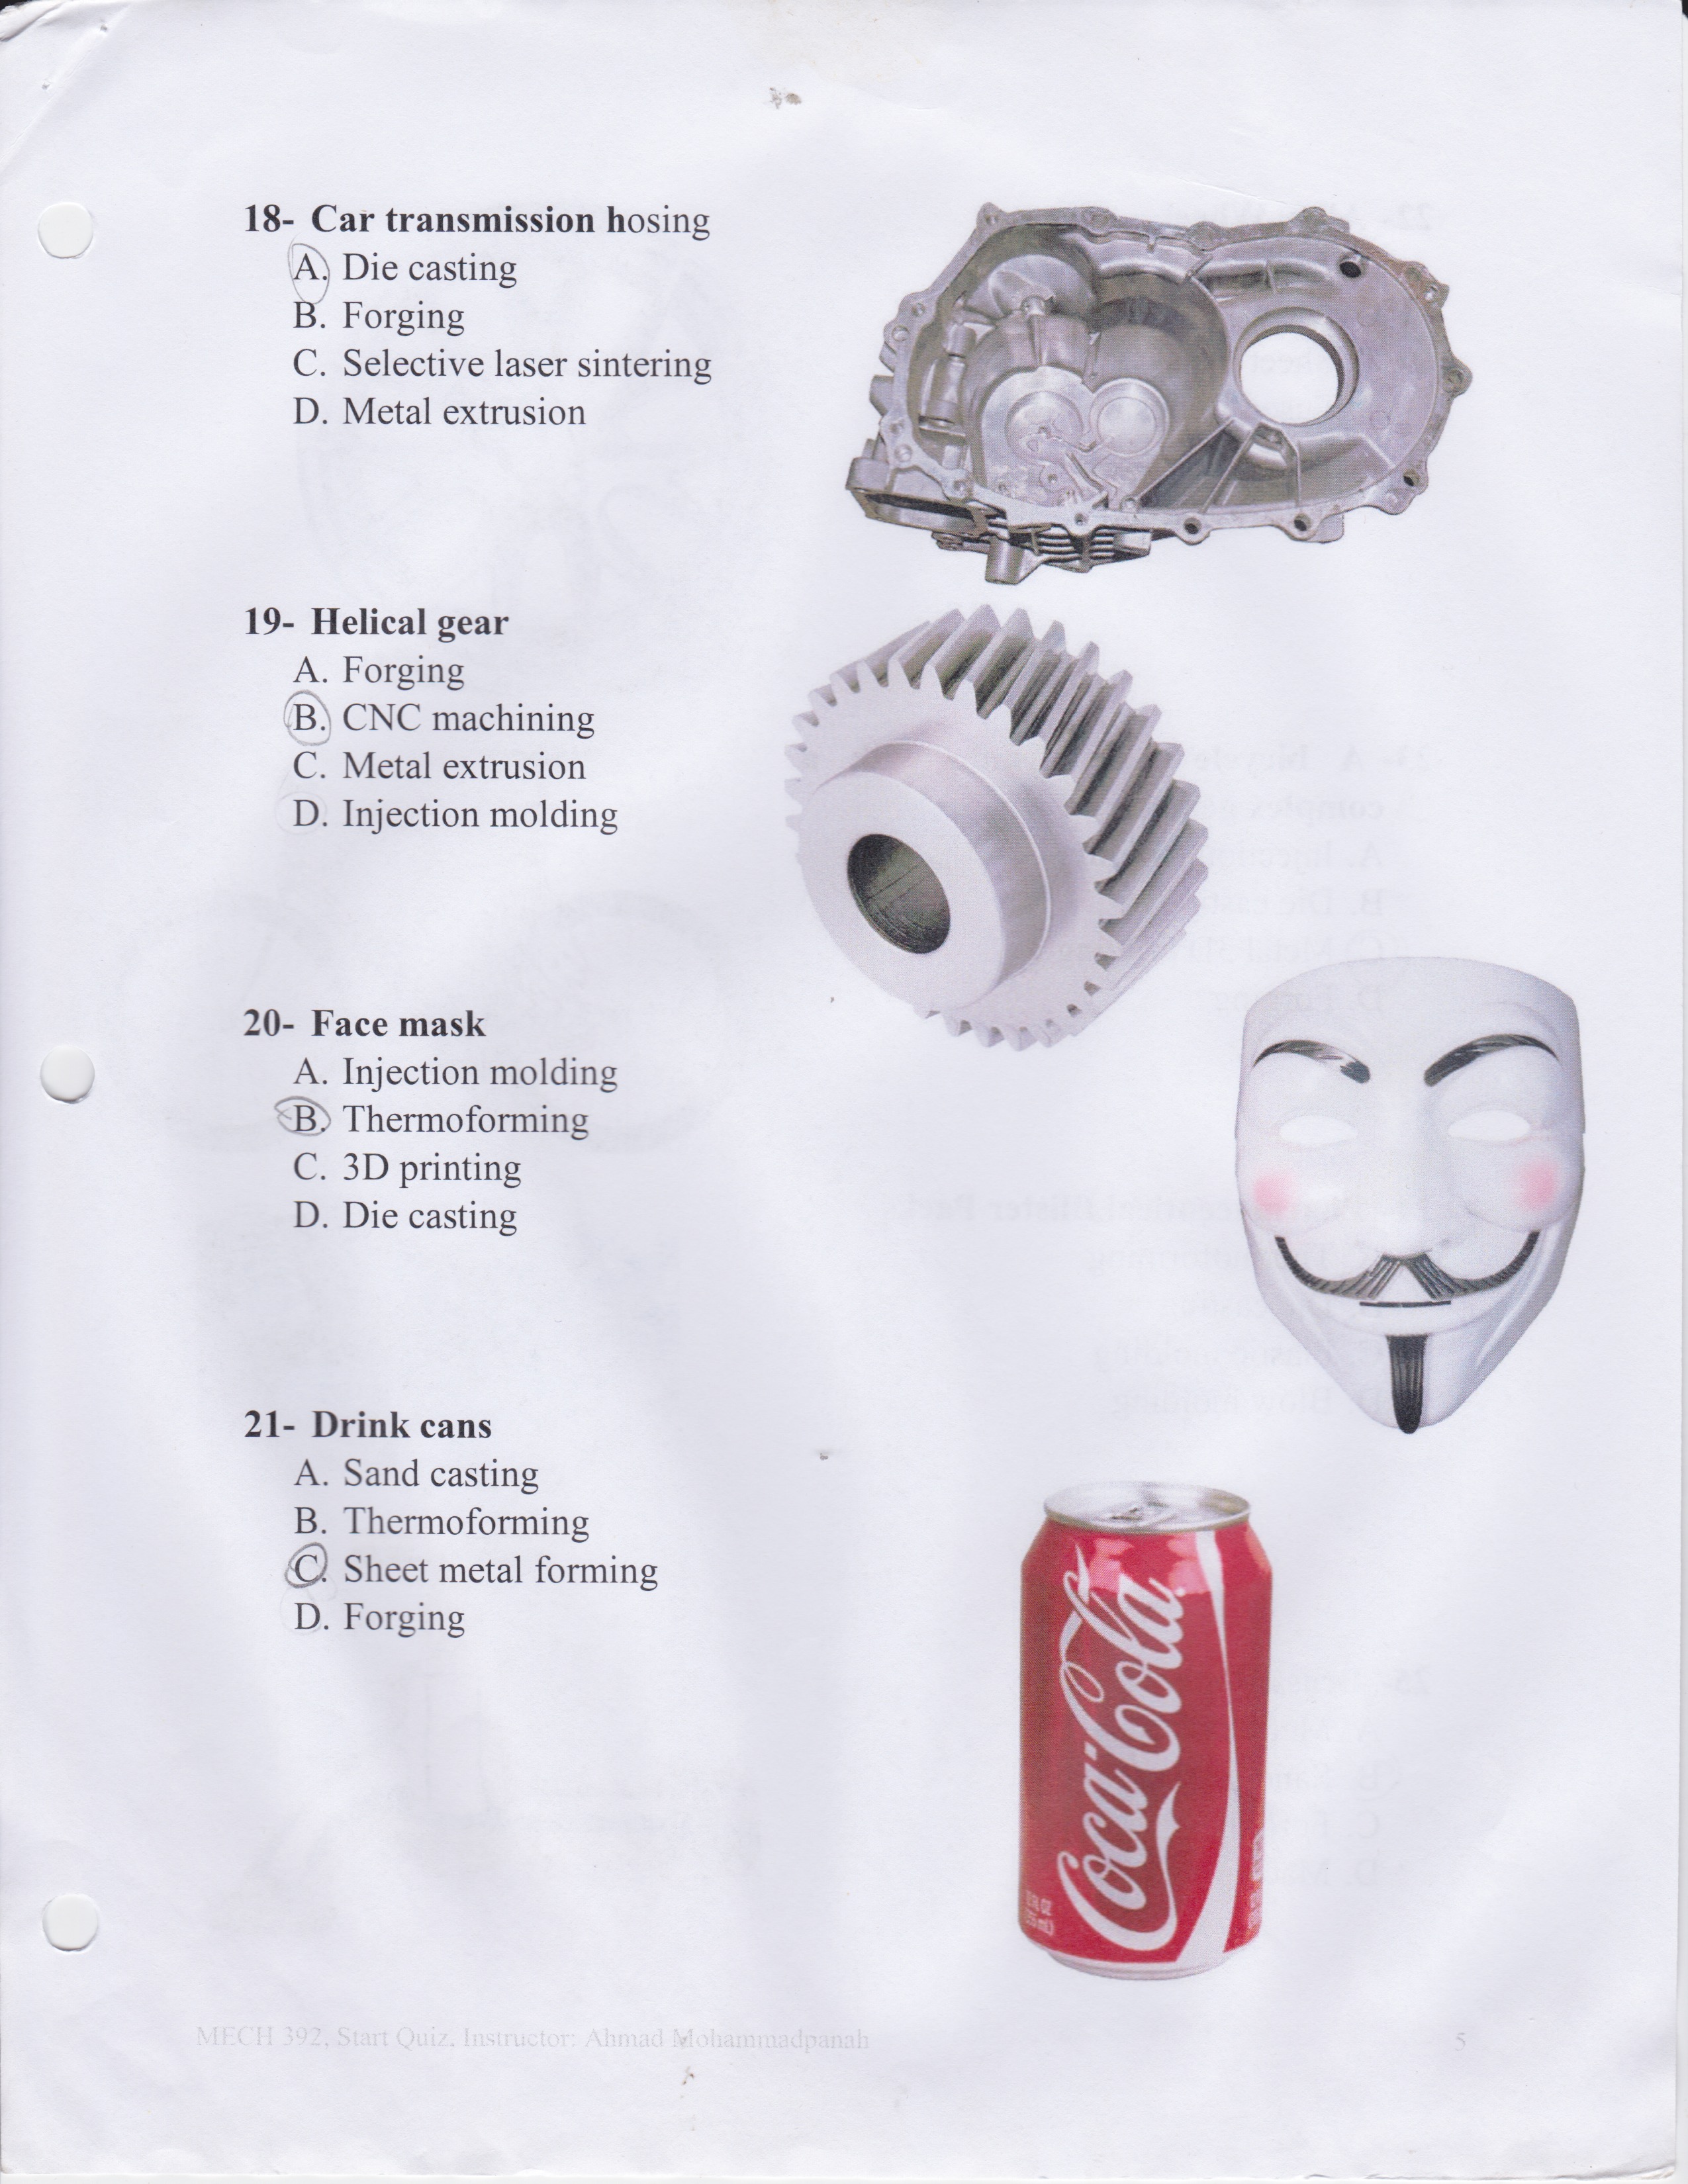 18- Car transmission hosing
A. Die casting
B. Forging
C. Selective laser sintering
D. Metal extrusion
19- Helical gear
A. Forging
B. CNC machining
C. Metal extrusion
D. Injection molding
20- Face mask
A. Injection molding
B. Thermoforming
C. 3D printing
D. Die casting
21- Drink cans
A. Sand casting
B. Thermoforming
C. Sheet metal forming
D. Forging
Coca-Cola
MECH 392, Start Quiz, Instructor: Ahmad Mohammadpanah
5